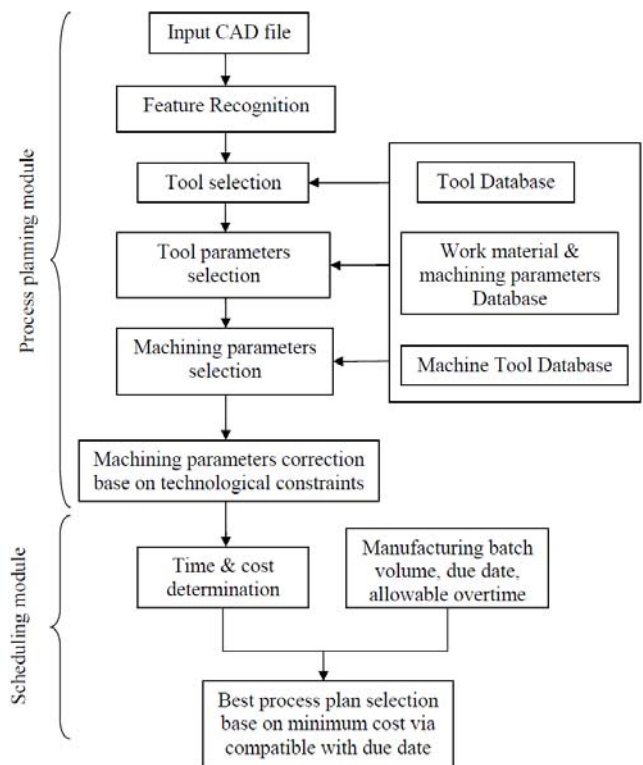 Input CAD file
Feature Recognition
Tool selection
Tool Database
Tool parameters
selection
Work material &
machining parameters
Database
Machining parameters
selection
Machine Tool Database
Machining parameters correction
base on technological constraints
Process planning module
Time & cost
determination
Manufacturing batch
volume, due date,
allowable overtime
Best process plan selection
base on minimum cost via
compatible with due date
Scheduling module